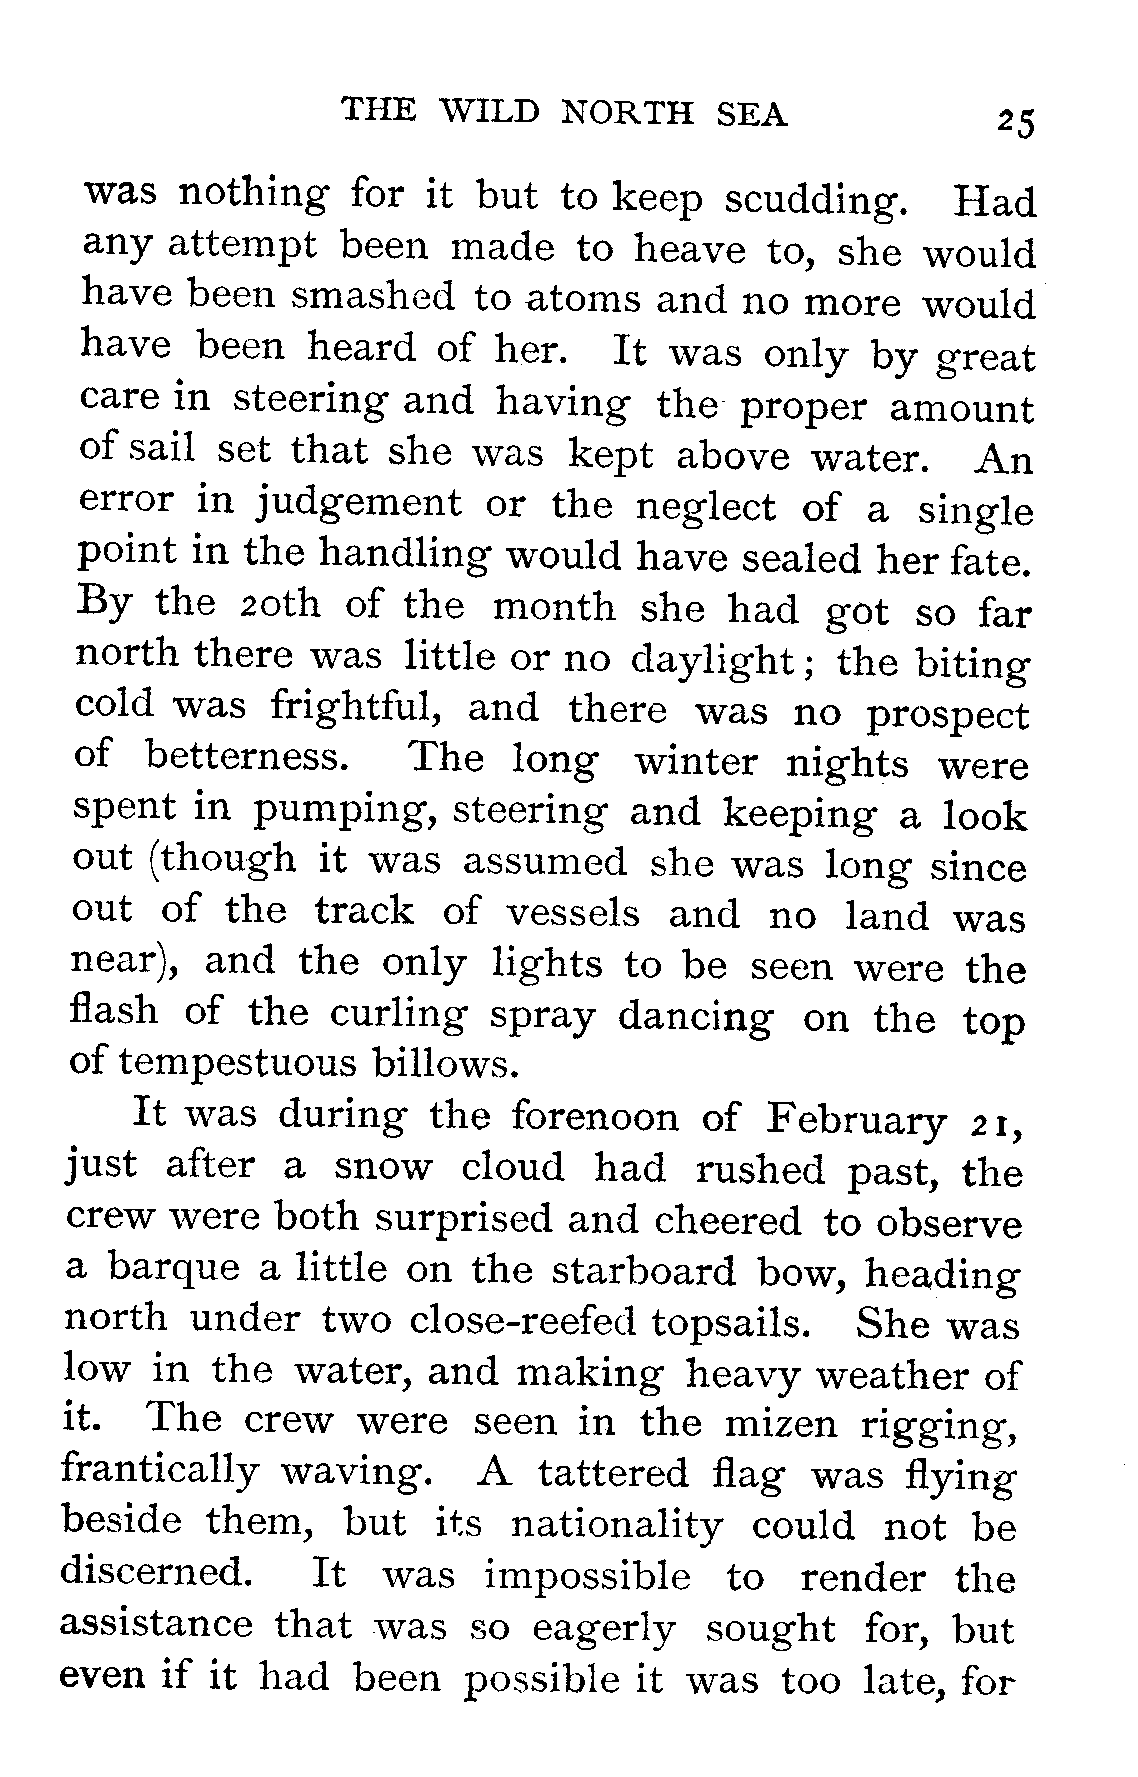 THE WILD NORTH SEA 25
was nothing for it but to keep scudding. Had
any attempt been made to heave to, she would
have been smashed to atoms and no more would
have been heard of her. It was only by great
care in steering and having the proper amount
of sail set that she was kept above water. An
error in judgement or the neglect of a single
point in the handling would have sealed her fate.
By the 20th of the month she had got so far
north there was little or no daylight; the biting
cold was frightful, and there was no prospect
of betterness. The long winter nights were
spent in pumping, steering and keeping a look
out (though it was assumed she was long since
out of the track of vessels and no land was
near), and the only lights to be seen were the
flash of the curling spray dancing on the top
of tempestuous billows.
It was during the forenoon of February 21,
just after a snow cloud had rushed past, the
crew were both surprised and cheered to observe
a barque a little on the starboard bow, heading
north under two close-reefed topsails. She was
low in the water, and making heavy weather of
it. The crew were seen in the mizen rigging,
frantically waving. A tattered flag was flying
beside them, but its nationality could not be
discerned. It was impossible to render the
assistance that was so eagerly sought for, but
even if it had been possible it was too late, for